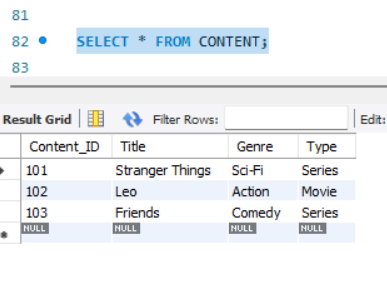 81
82 SELECT * FROM CONTENT;
83
Result Grid Filter Rows: Edit:
Content_ID Title Genre Type
101 Stranger Things Sci-Fi Series
102 Leo Action Movie
103 Friends Comedy Series
NULL NULL NULL NULL